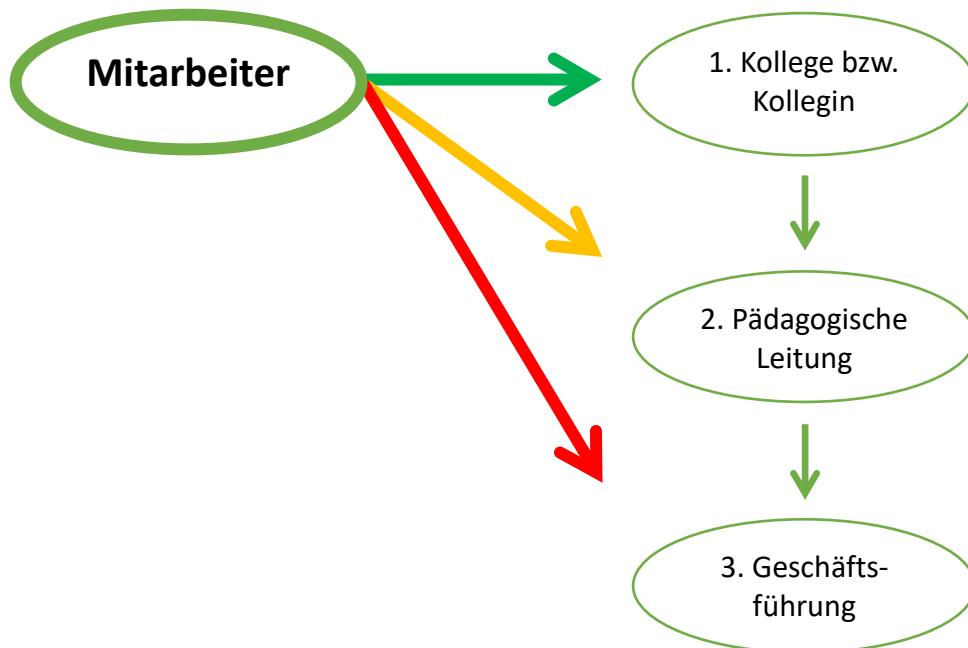 Mitarbeiter
1. Kollege bzw.
Kollegin
2. Pädagogische
Leitung
3. Geschäfts-
führung